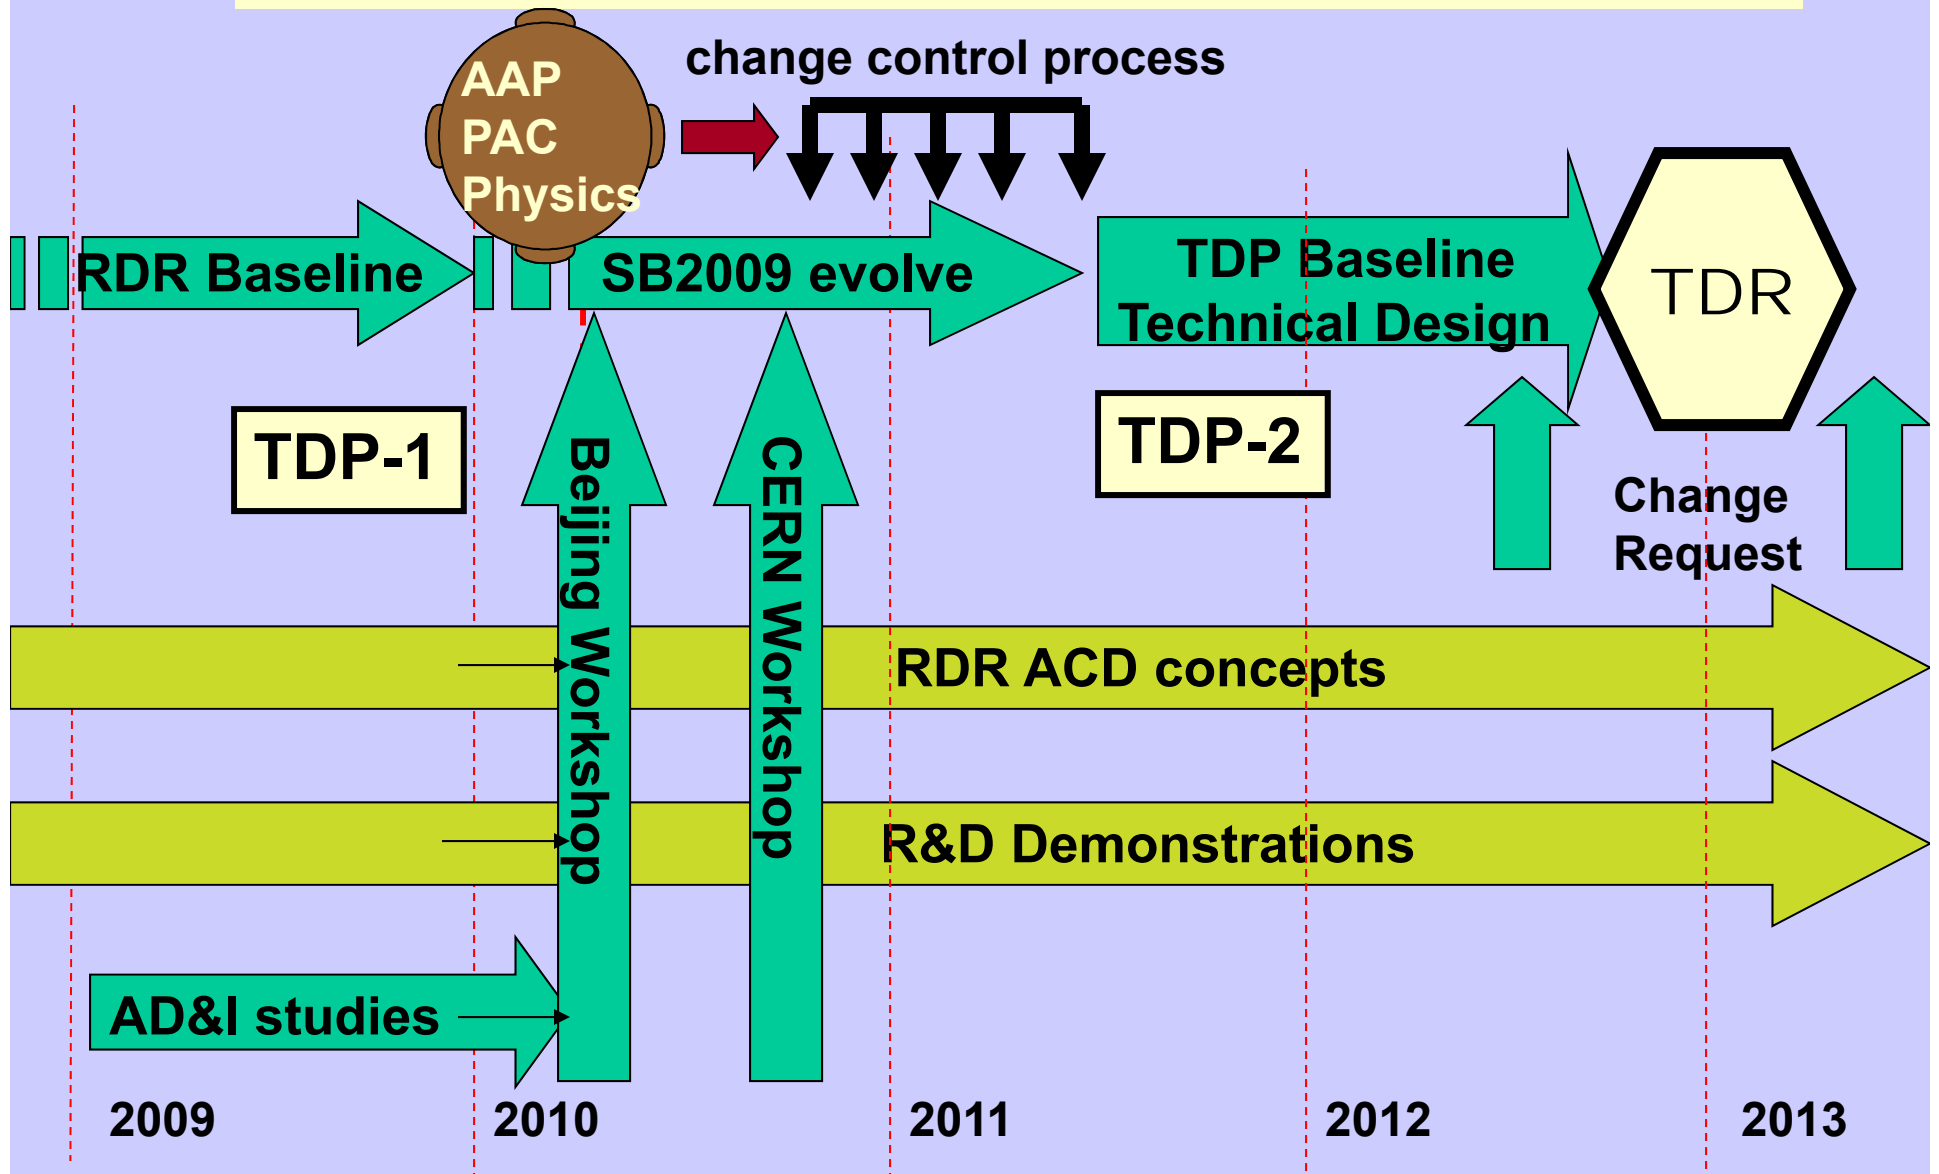 AAP
PAC
Physics
change control process
RDR Baseline
SB2009 evolve
TDP Baseline
Technical Design
TDR
TDP-1
TDP-2
Beijing Workshop
CERN Workshop
Change
Request
RDR ACD concepts
R&D Demonstrations
AD&I studies
2009
2010
2011
2012
2013